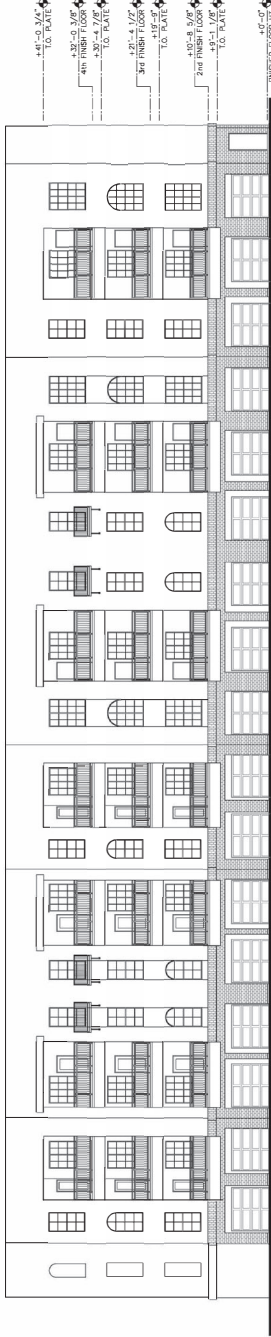 +41'-0 3/4"
T.O. PLATE
+32'-0 3/8"
4th FINISH FLOOR
+30'-4 7/8"
T.O. PLATE
+21'-4 1/2"
3rd FINISH FLOOR
+19'-9"
T.O. PLATE
+10'-8 5/8"
2nd FINISH FLOOR
+9'-1 1/8"
T.O. PLATE
+0'-0"